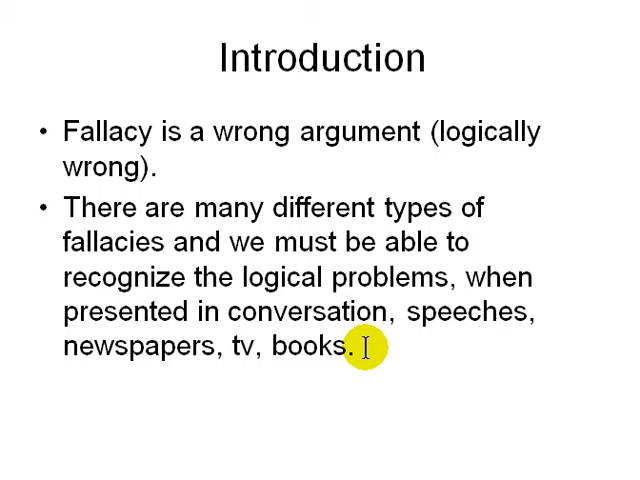 Introduction
• Fallacy is a wrong argument (logically
wrong).
• There are many different types of
fallacies and we must be able to
recognize the logical problems, when
presented in conversation, speeches,
newspapers, tv, books.